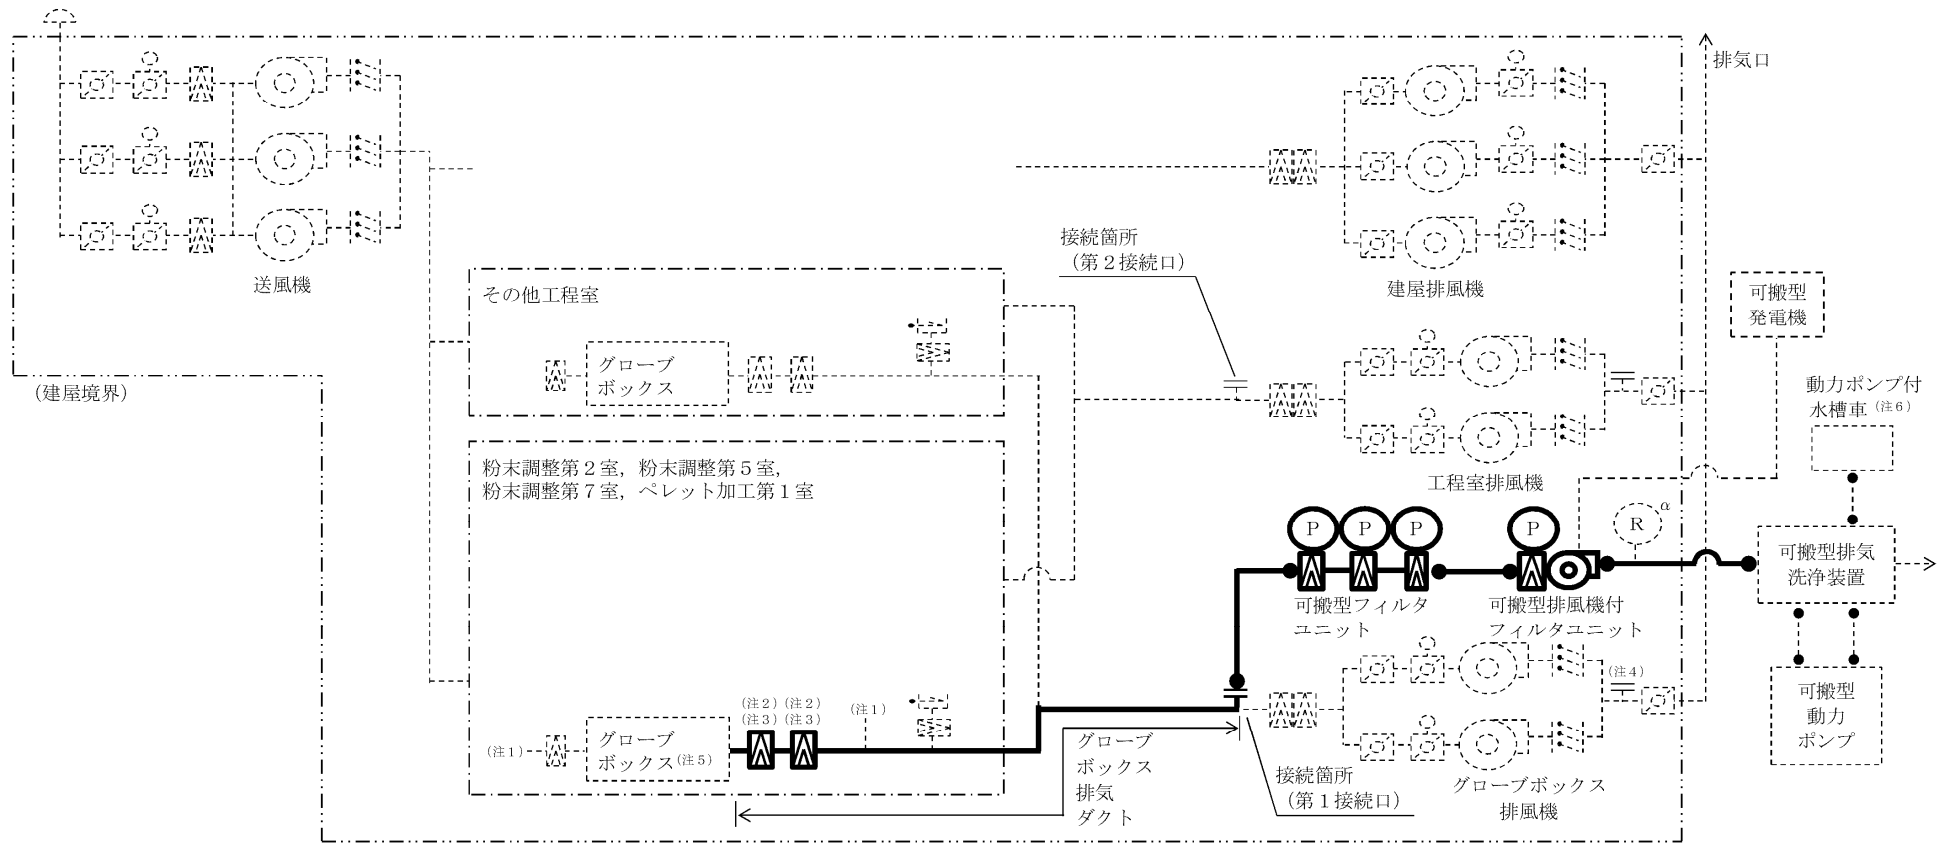 排気口
送風機
建屋排風機
接続箇所
（第２接続口）
可搬型
発電機
その他工程室
グローブ
ボックス
（建屋境界）
動力ポンプ付
水槽車（注６）
粉末調整第２室，粉末調整第５室，
粉末調整第７室，ペレット加工第１室
工程室排風機
P
P
P
P
R
α
可搬型排気
洗浄装置
可搬型フィルタ
ユニット
可搬型排風機付
フィルタユニット
（注４）
可搬型
動力
ポンプ
（注２）（注２）
（注３）（注３）
（注１）
（注１）
グローブ
ボックス（注５）
グローブ
ボックス
排気
ダクト
接続箇所
（第１接続口）
グローブボックス
排風機